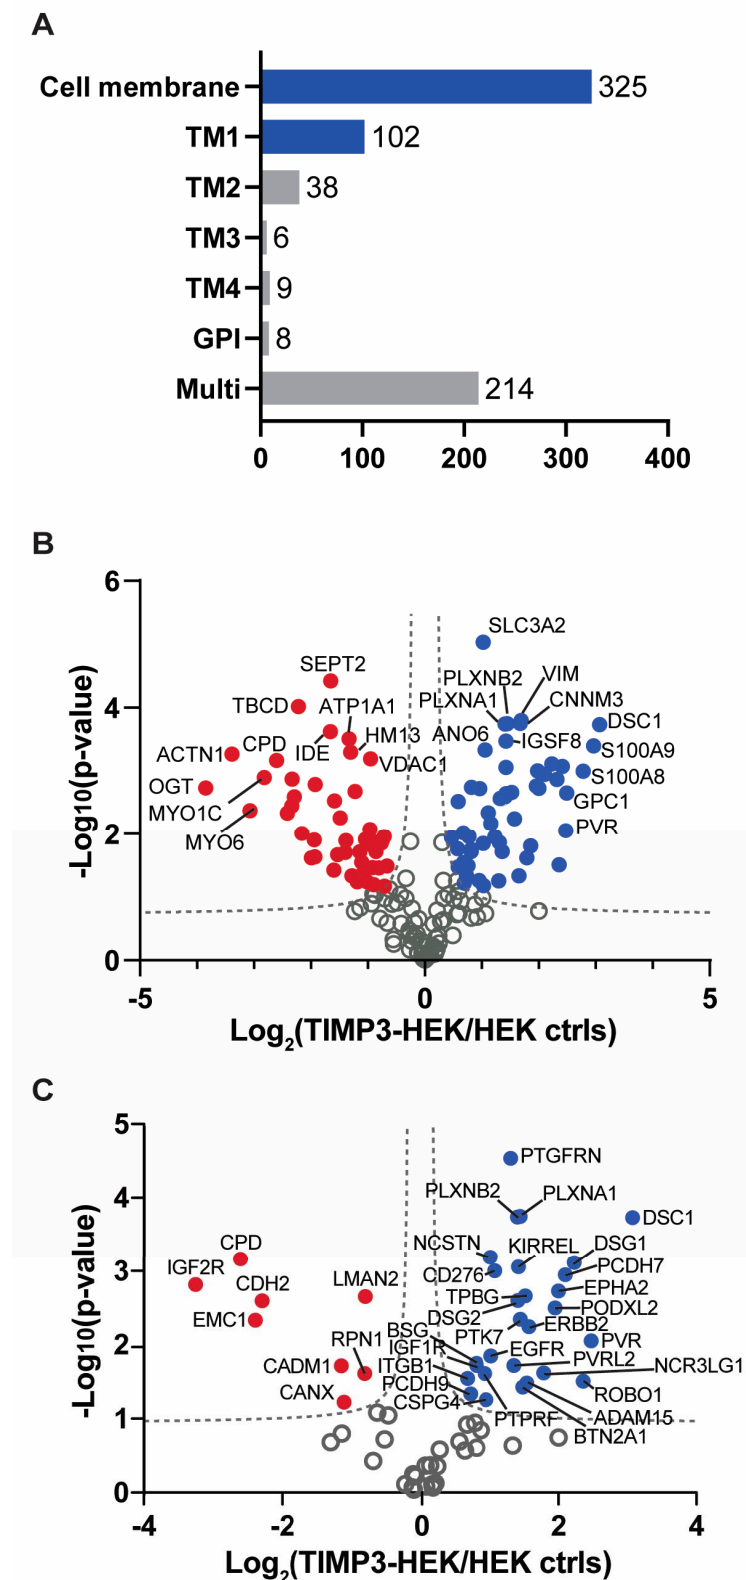 A
Cell membrane 325
TM1 102
TM2 38
TM3 6
TM4 9
GPI 8
Multi 214
0 100 200 300 400
B
-Log10(p-value)
6
4
2
0
SLC3A2
SEPT2
PLXNB2
VIM
TBCD
ATP1A1
PLXNA1
CNNM3
DSC1
ACTN1
CPD
IDE
HM13
ANO6
IGSF8
S100A9
VDAC1
OGT
S100A8
MYO1C
GPC1
MYO6
PVR
-5 0 5
Log2(TIMP3-HEK/HEK ctrls)
C
-Log10(p-value)
5
4
3
2
1
0
PTGFRN
PLXNB2
PLXNA1
DSC1
CPD
NCSTN
KIRREL
DSG1
IGF2R
CD276
PCDH7
CDH2
LMAN2
TPBG
EPHA2
EMC1
DSG2
PODXL2
BSG
PTK7
ERBB2
RPN1
IGF1R
EGFR
PVR
CADM1
ITGB1
PVRL2
NCR3LG1
CANX
PCDH9
ROBO1
CSPG4
PTPRF
ADAM15
BTN2A1
-4 -2 0 2 4
Log2(TIMP3-HEK/HEK ctrls)